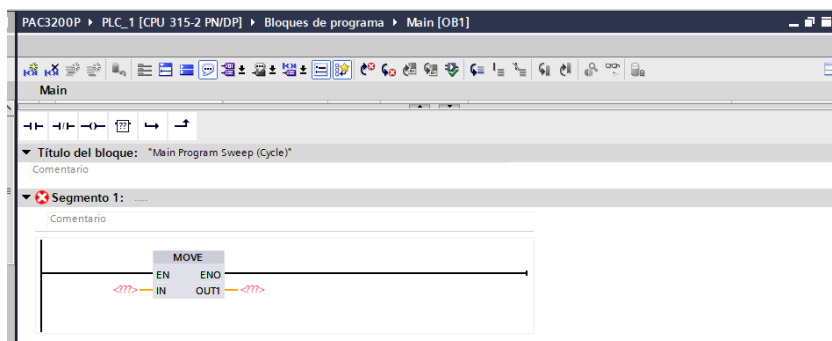 PAC3200P ▸ PLC_1 [CPU 315-2 PN/DP] ▸ Bloques de programa ▸ Main [OB1]
Main
??
Título del bloque: "Main Program Sweep (Cycle)"
Comentario
Segmento 1: .....
Comentario
MOVE
EN ENO
<???> IN OUT1 <???>